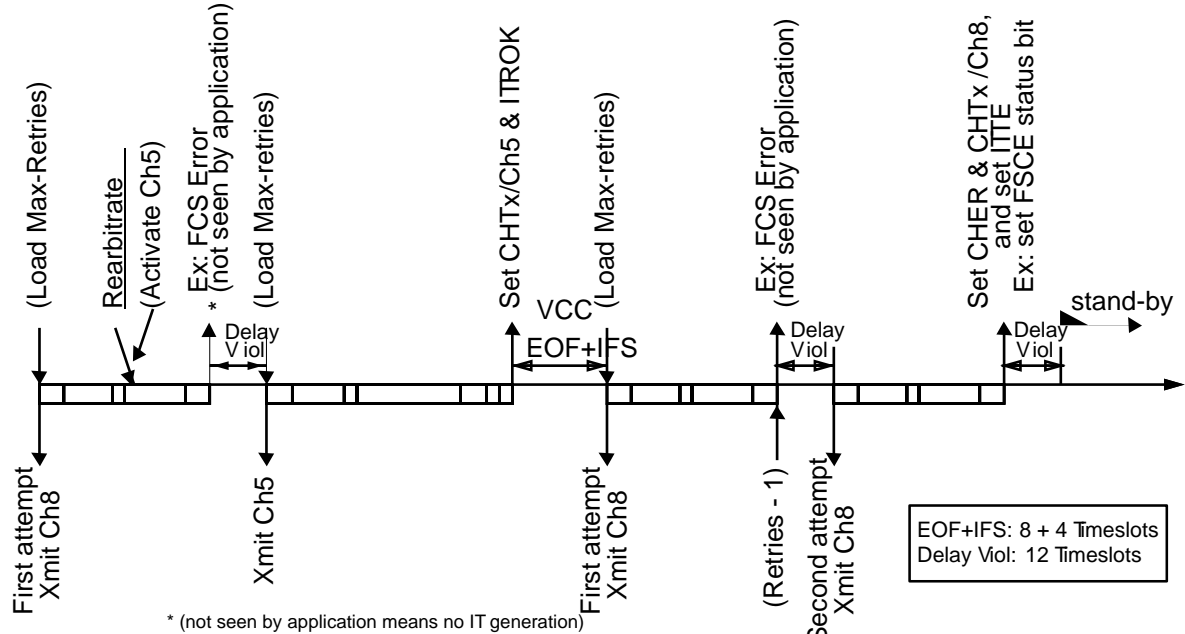 (Load Max-Retries)
Rearbitrate
(Activate Ch5)
Ex: FCS Error
* (not seen by application)
(Load Max-retries)
Set CHTx/Ch5 & ITROK
(Load Max-retries)
Ex: FCS Error
(not seen by application)
Set CHER & CHTx /Ch8,
and set ITTE
Ex: set FSCE status bit
stand-by
Delay
Viol
VCC
EOF+IFS
Delay
Viol
Delay
Viol
First attempt
Xmit Ch8
Xmit Ch5
First attempt
Xmit Ch8
(Retries - 1)
Second attempt
Xmit Ch8
EOF+IFS: 8 + 4 Timeslots
Delay Viol: 12 Timeslots
* (not seen by application means no IT generation)